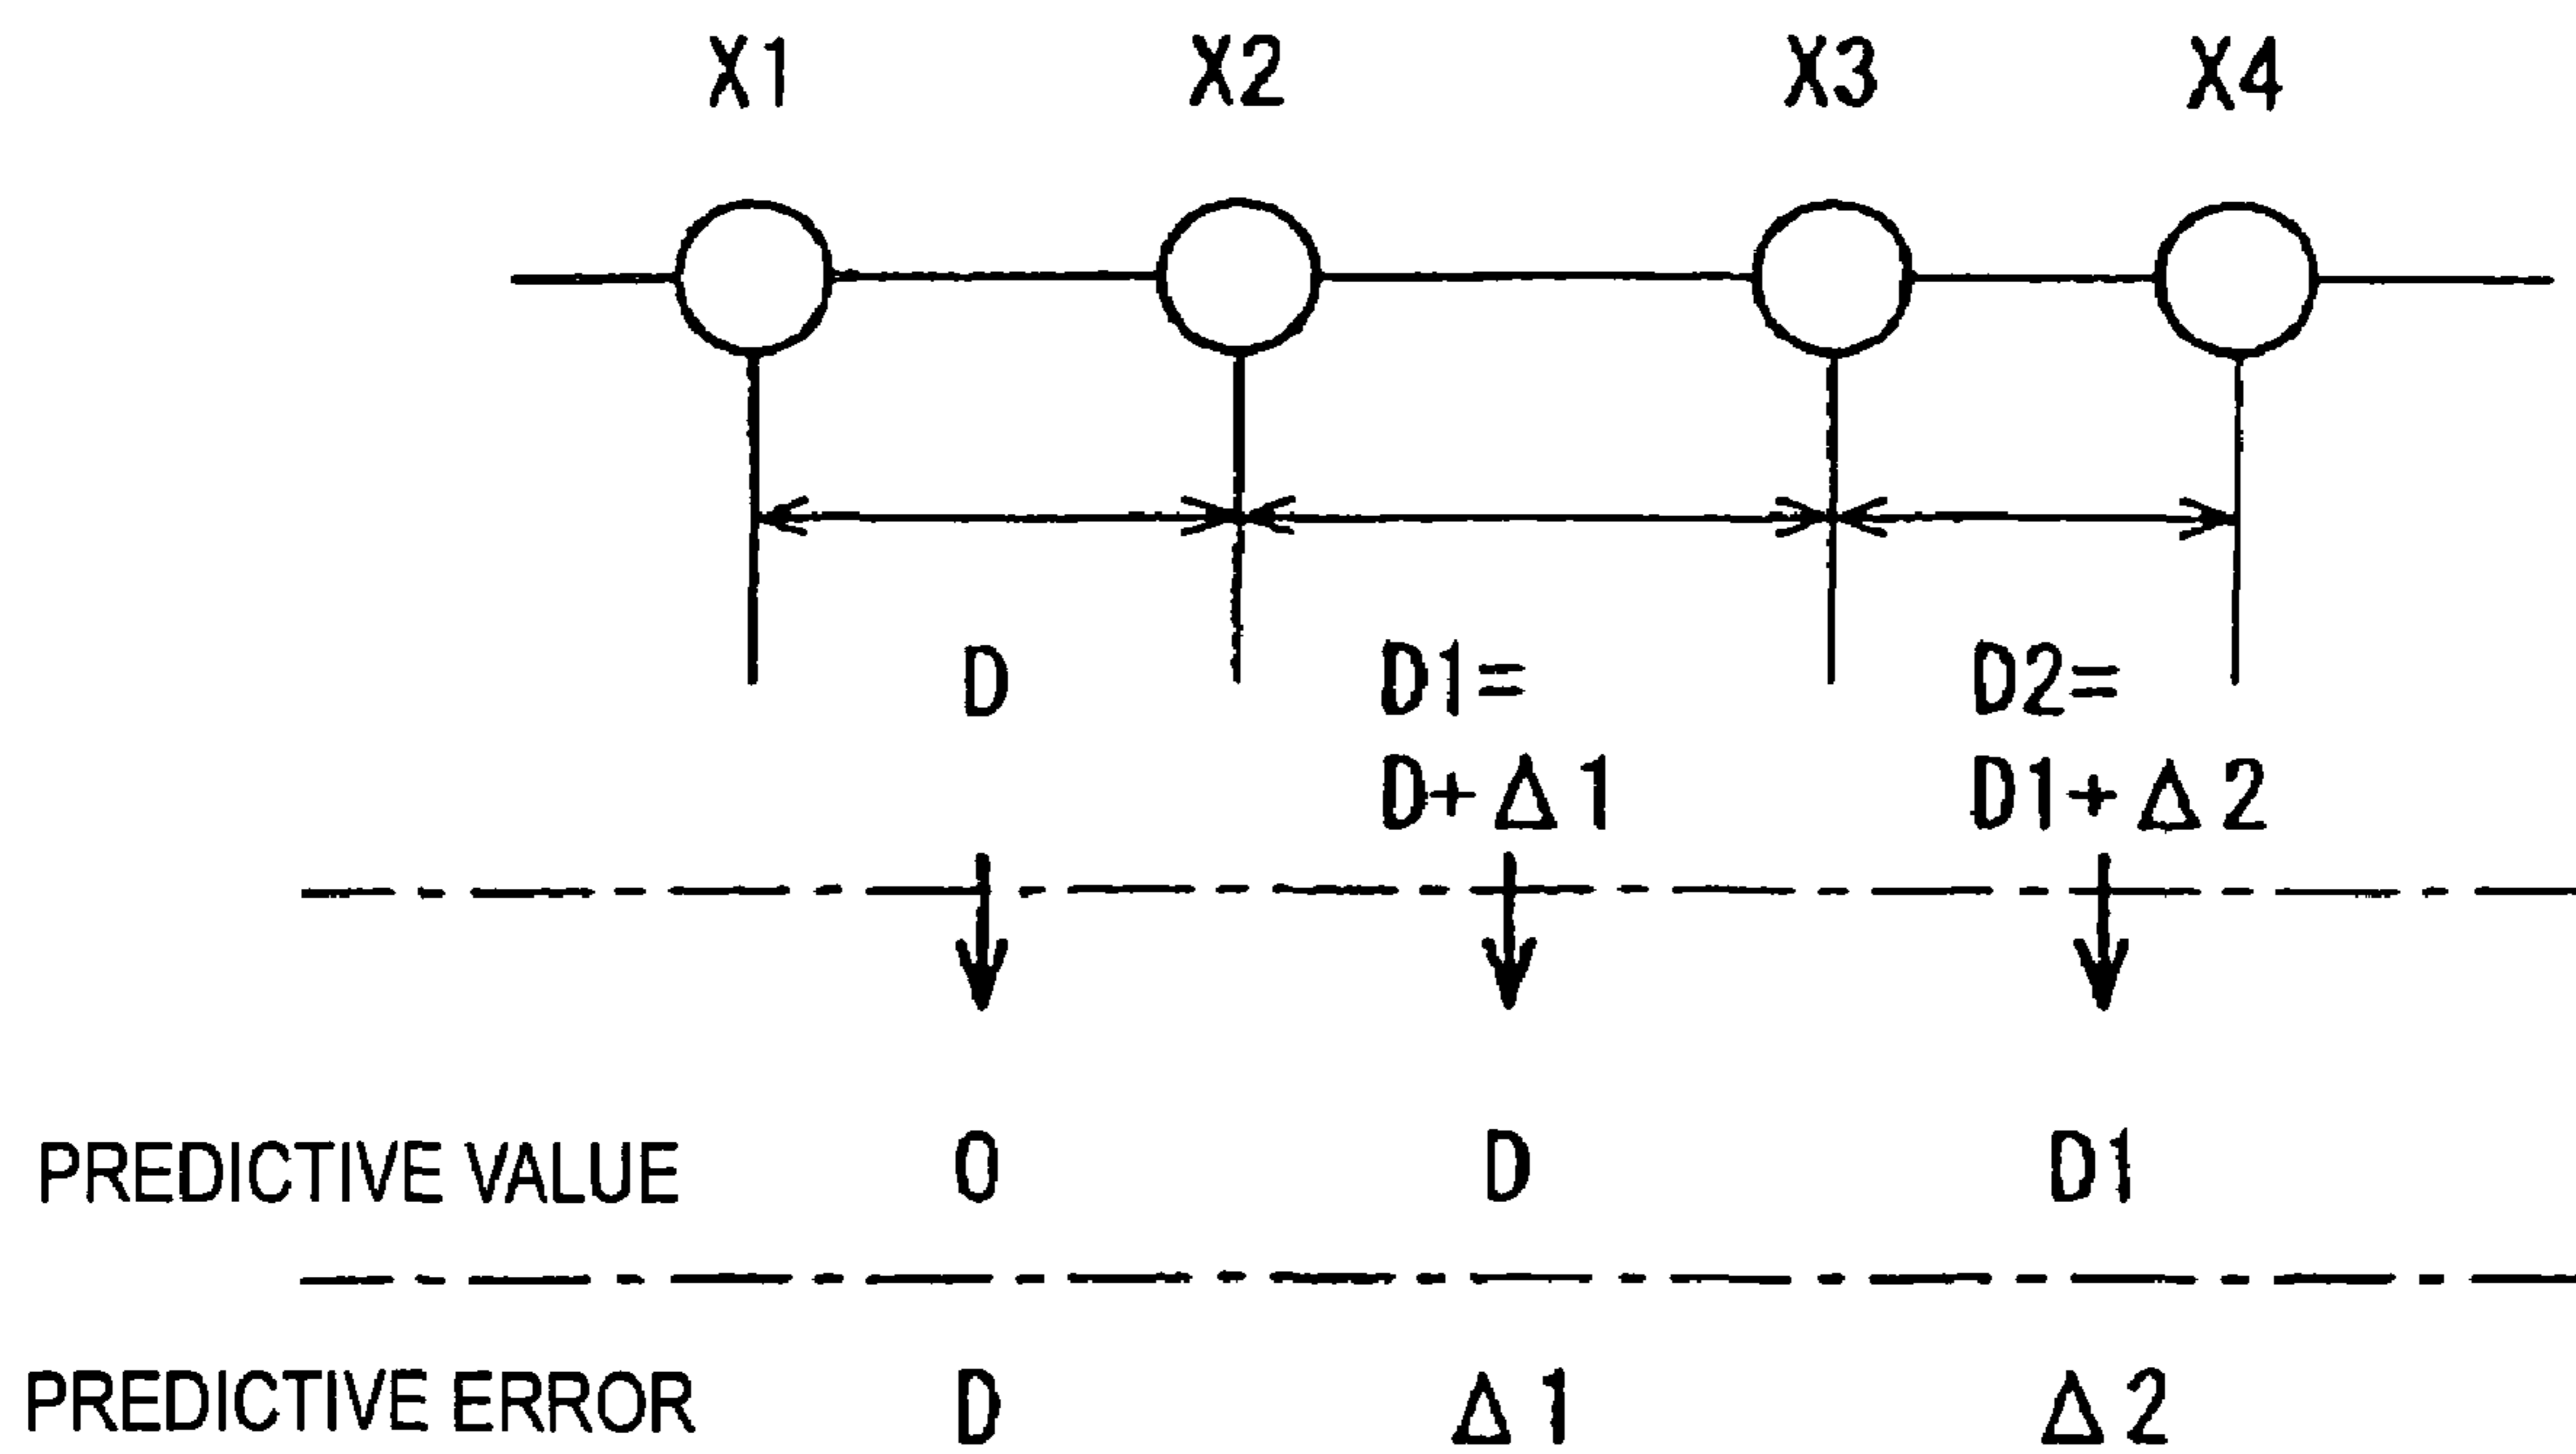 X1 X2 X3 X4
D D1= D2=
D+Δ1 D1+Δ2
PREDICTIVE VALUE 0 D D1
PREDICTIVE ERROR D Δ1 Δ2